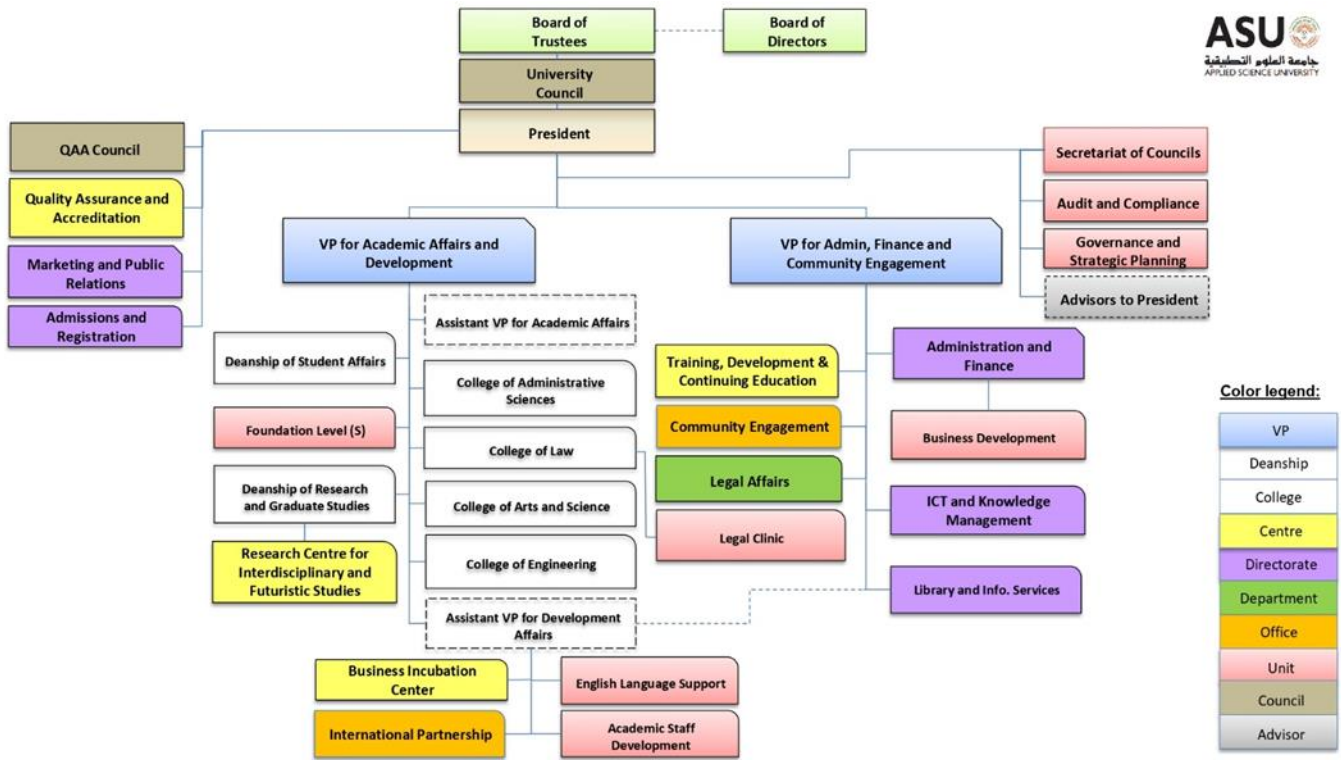 Board of
Trustees
Board of
Directors
ASU
جامعة العلوم التطبيقية
APPLIED SCIENCE UNIVERSITY
University
Council
President
QAA Council
Quality Assurance and
Accreditation
Marketing and Public
Relations
Admissions and
Registration
Secretariat of Councils
Audit and Compliance
Governance and
Strategic Planning
Advisors to President
VP for Academic Affairs and
Development
VP for Admin, Finance and
Community Engagement
Assistant VP for Academic Affairs
Deanship of Student Affairs
College of Administrative
Sciences
Foundation Level (S)
College of Law
Deanship of Research
and Graduate Studies
College of Arts and Science
Research Centre for
Interdisciplinary and
Futuristic Studies
College of Engineering
Assistant VP for Development
Affairs
Business Incubation
Center
English Language Support
International Partnership
Academic Staff
Development
Training, Development &
Continuing Education
Administration and
Finance
Community Engagement
Business Development
Legal Affairs
ICT and Knowledge
Management
Legal Clinic
Library and Info. Services
Color legend:
VP
Deanship
College
Centre
Directorate
Department
Office
Unit
Council
Advisor